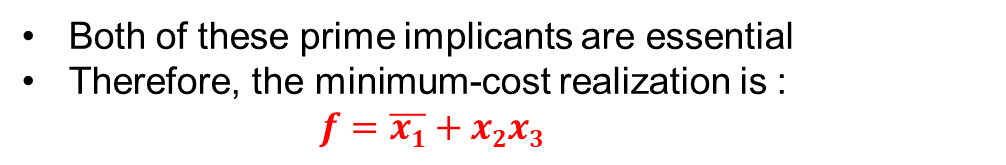 • Both of these prime implicants are essential
• Therefore, the minimum-cost realization is :
f = x̅₁ + x₂x₃